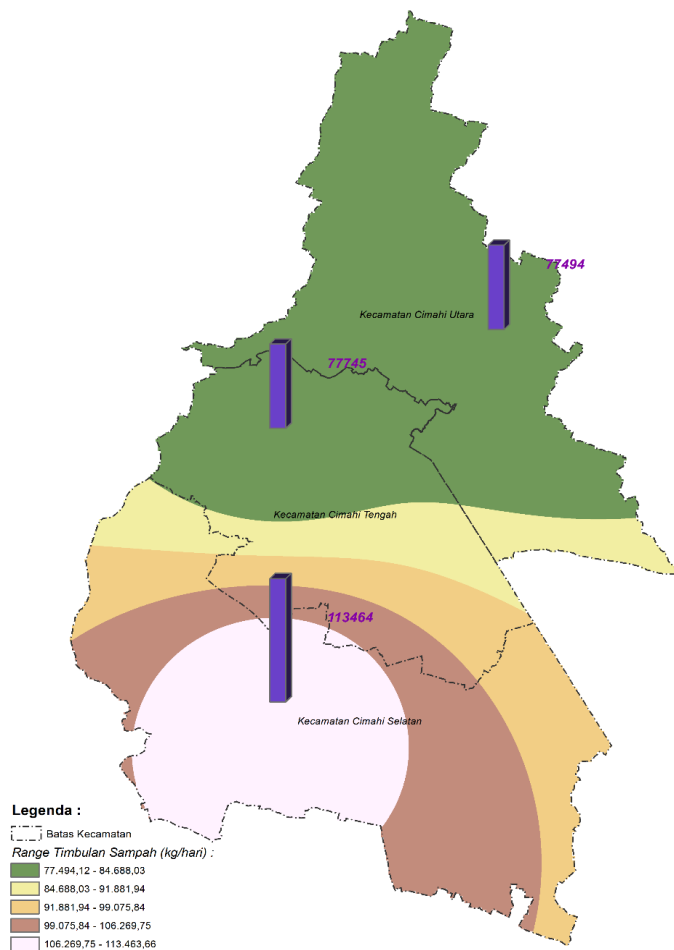 77494
Kecamatan Cimahi Utara
77745
Kecamatan Cimahi Tengah
113464
Kecamatan Cimahi Selatan
Legenda :
Batas Kecamatan
Range Timbulan Sampah (kg/hari) :
77.494,12 - 84.688,03
84.688,03 - 91.881,94
91.881,94 - 99.075,84
99.075,84 - 106.269,75
106.269,75 - 113.463,66